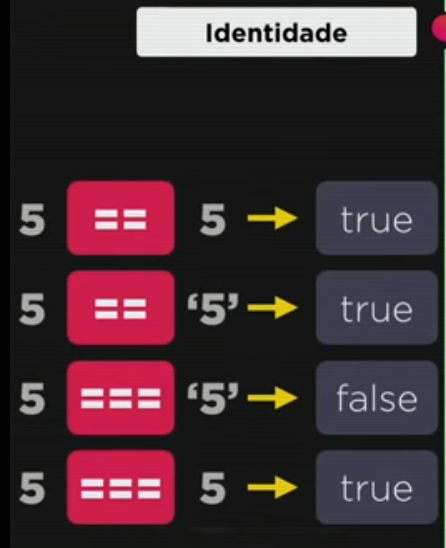 Identidade
5 == 5 → true
5 == ‘5’ → true
5 === ‘5’ → false
5 === 5 → true